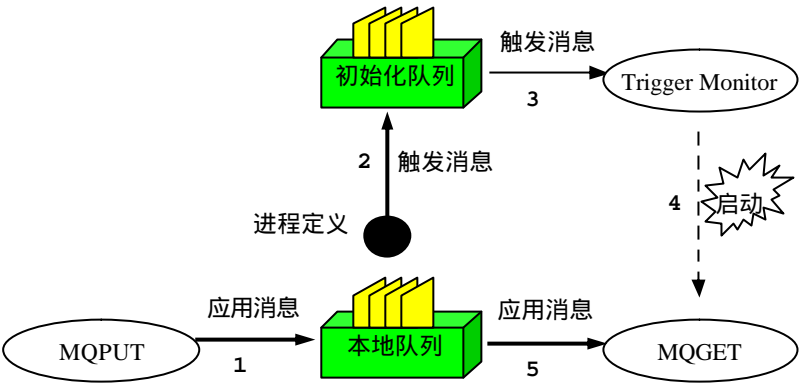 触发消息
初始化队列
Trigger Monitor
3
2
触发消息
4
启动
进程定义
应用消息
应用消息
MQPUT
本地队列
MQGET
1
5